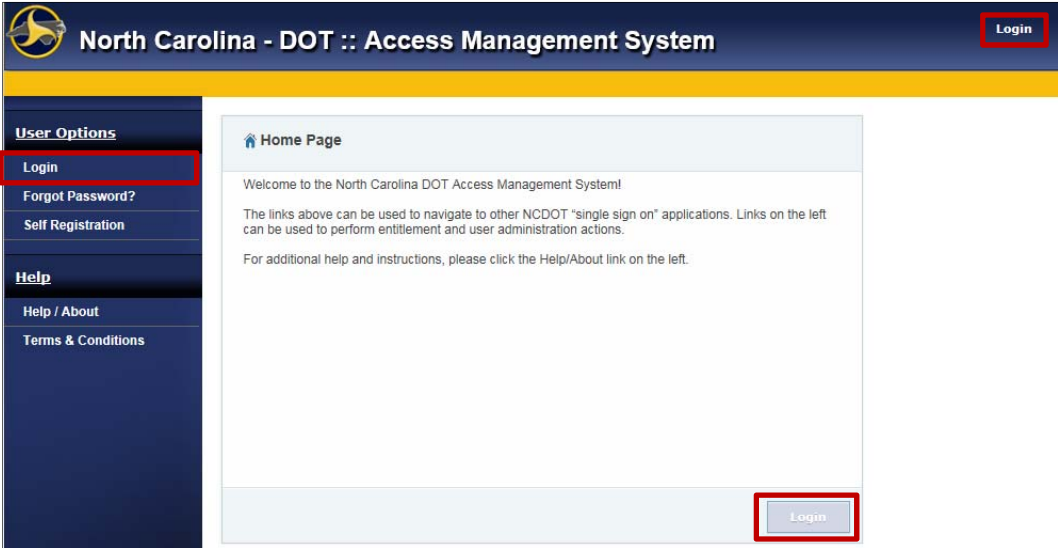 North Carolina - DOT :: Access Management System
Login
User Options
Login
Forgot Password?
Self Registration
Help
Help / About
Terms & Conditions
Home Page
Welcome to the North Carolina DOT Access Management System!
The links above can be used to navigate to other NCDOT “single sign on” applications. Links on the left
can be used to perform entitlement and user administration actions.
For additional help and instructions, please click the Help/About link on the left.
Login